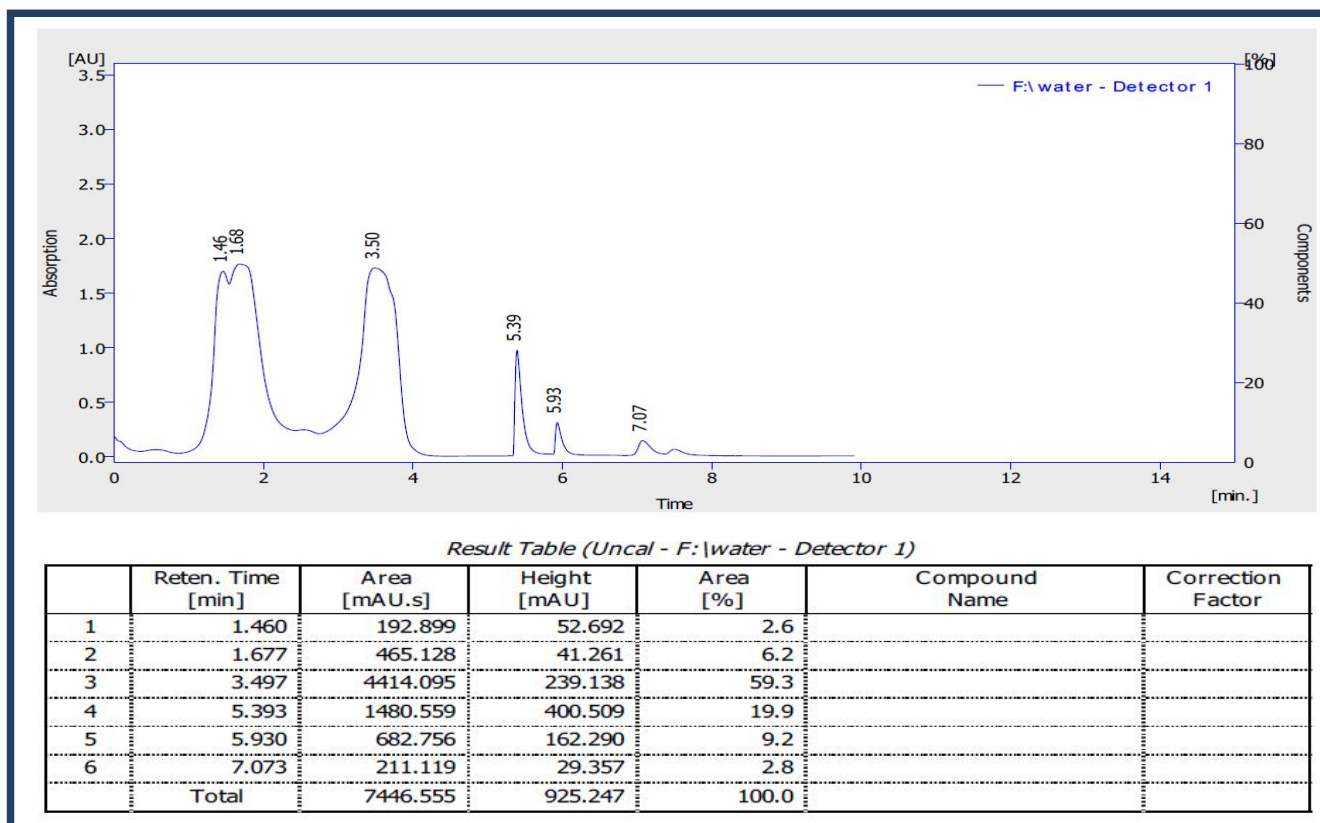 [AU]
[%]
3.5
3.0
2.5
2.0
1.5
1.0
0.5
0.0
Absorption
F:\water - Detector 1
1.46
1.68
3.50
5.39
5.93
7.07
100
80
60
40
20
0
Components
0 2 4 6 8 10 12 14
Time
[min.]
Result Table (Uncal - F:\water - Detector 1)
Reten. Time Area Height Area Compound Correction
[min] [mAU.s] [mAU] [%] Name Factor
1 1.460 192.899 52.692 2.6
2 1.677 465.128 41.261 6.2
3 3.497 4414.095 239.138 59.3
4 5.393 1480.559 400.509 19.9
5 5.930 682.756 162.290 9.2
6 7.073 211.119 29.357 2.8
Total 7446.555 925.247 100.0